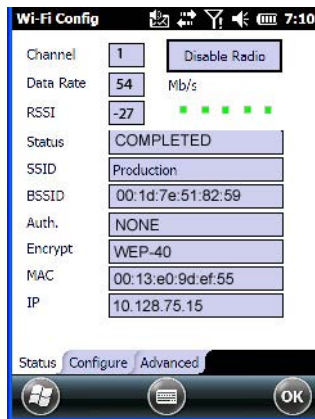 Wi-Fi Config 7:10
Channel 1 Disable Radio
Data Rate 54 Mb/s
RSSI -27
Status COMPLETED
SSID Production
BSSID 00:1d:7e:51:82:59
Auth. NONE
Encrypt WEP-40
MAC 00:13:e0:9d:ef:55
IP 10.128.75.15
Status Configure Advanced
OK